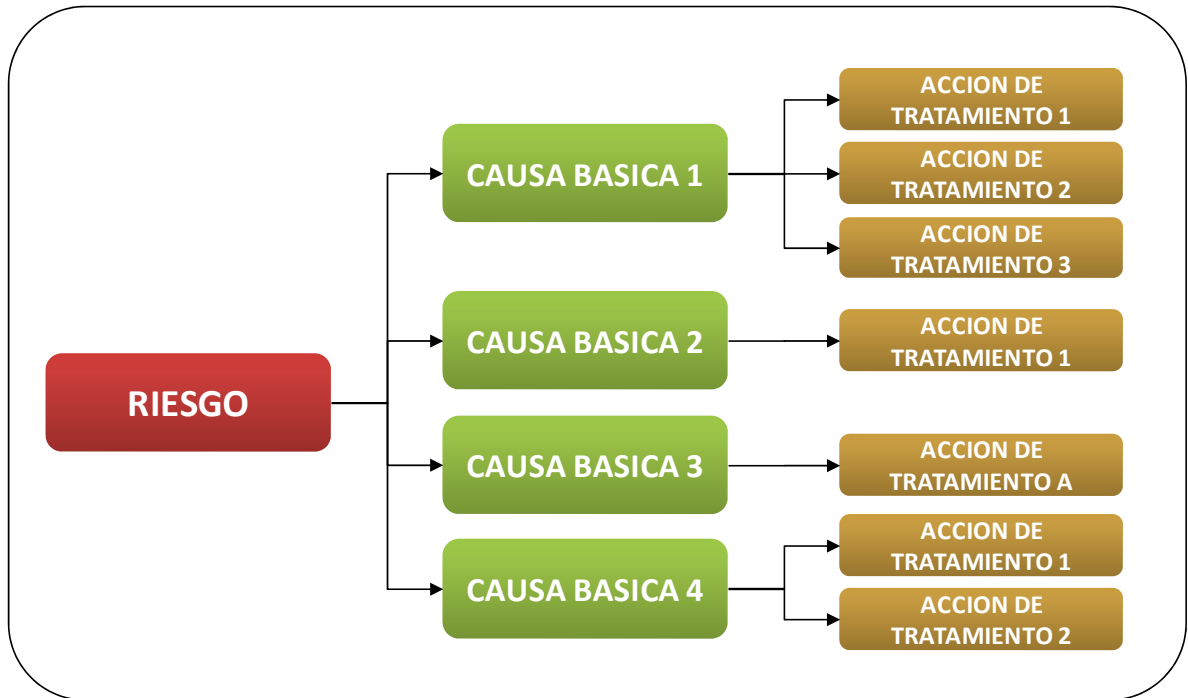 RIESGO
CAUSA BASICA 1
ACCION DE
TRATAMIENTO 1
ACCION DE
TRATAMIENTO 2
ACCION DE
TRATAMIENTO 3
CAUSA BASICA 2
ACCION DE
TRATAMIENTO 1
CAUSA BASICA 3
ACCION DE
TRATAMIENTO A
CAUSA BASICA 4
ACCION DE
TRATAMIENTO 1
ACCION DE
TRATAMIENTO 2